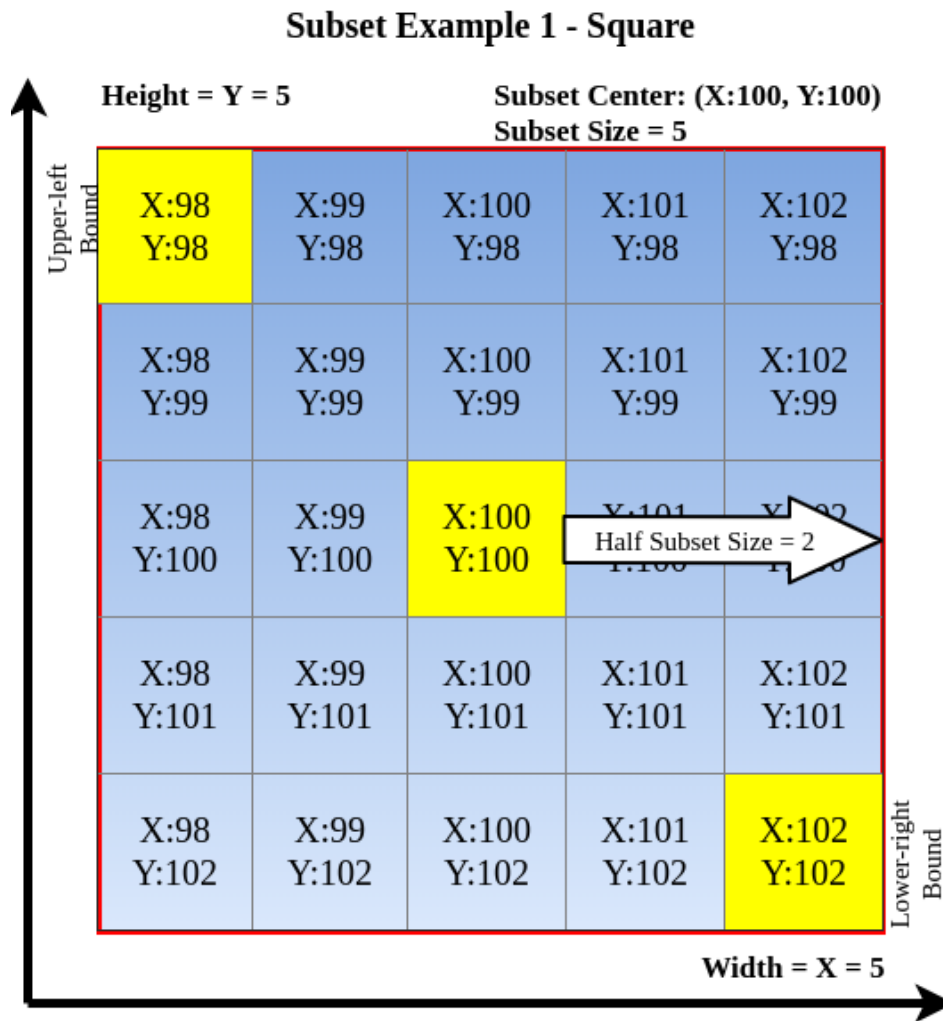 Subset Example 1 - Square
Height = Y = 5
Subset Center: (X:100, Y:100)
Subset Size = 5
Upper-left
Bound
X:98 X:99 X:100 X:101 X:102
Y:98 Y:98 Y:98 Y:98 Y:98
X:98 X:99 X:100 X:101 X:102
Y:99 Y:99 Y:99 Y:99 Y:99
X:98 X:99 X:100
Y:100 Y:100 Y:100
Half Subset Size = 2
X:98 X:99 X:100 X:101 X:102
Y:101 Y:101 Y:101 Y:101 Y:101
X:98 X:99 X:100 X:101 X:102
Y:102 Y:102 Y:102 Y:102 Y:102
Lower-right
Bound
Width = X = 5